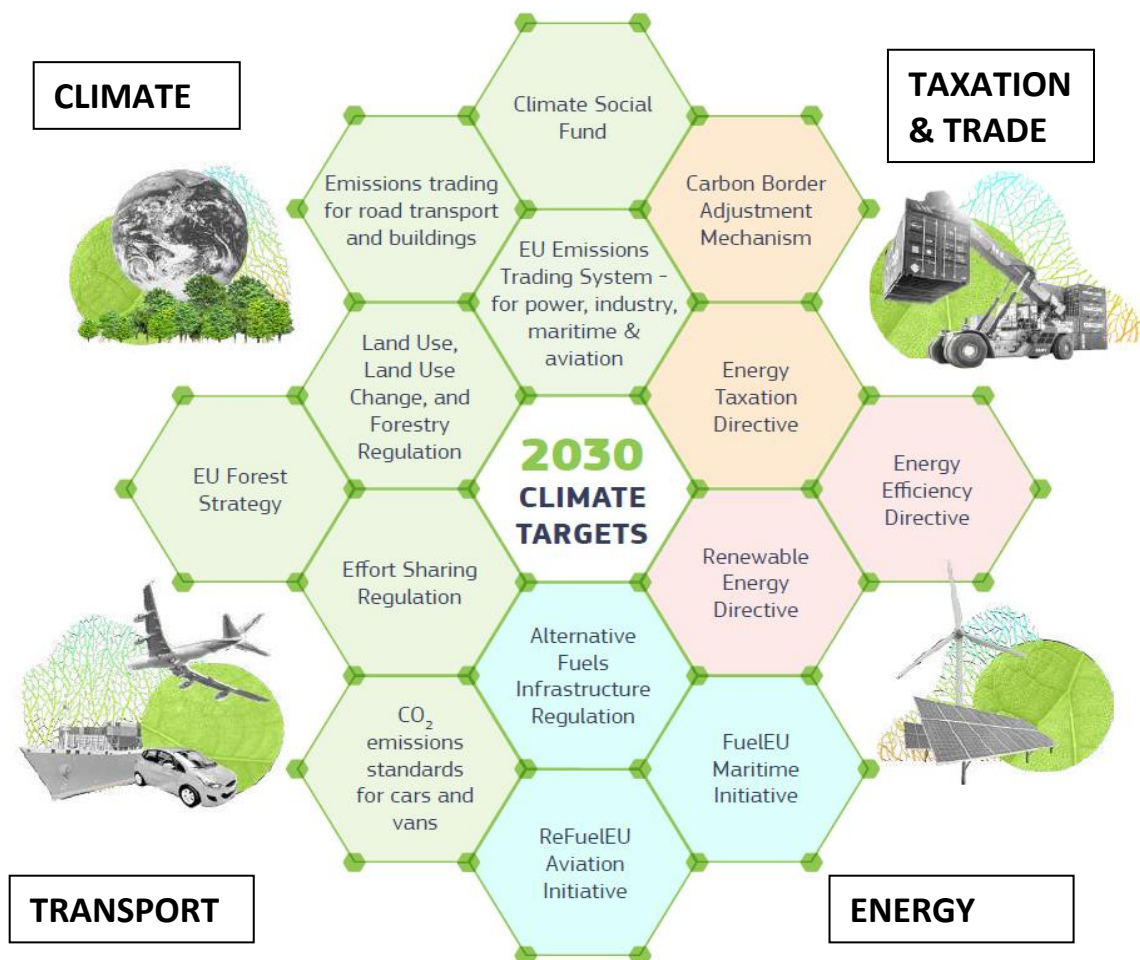 CLIMATE
TAXATION
& TRADE
Climate Social
Fund
Emissions trading
for road transport
and buildings
Carbon Border
Adjustment
Mechanism
EU Emissions
Trading System -
for power, industry,
maritime &
aviation
Land Use,
Land Use
Change, and
Forestry
Regulation
Energy
Taxation
Directive
EU Forest
Strategy
2030
CLIMATE
TARGETS
Energy
Efficiency
Directive
Effort Sharing
Regulation
Renewable
Energy
Directive
Alternative
Fuels
Infrastructure
Regulation
CO₂
emissions
standards
for cars and
vans
FuelEU
Maritime
Initiative
ReFuelEU
Aviation
Initiative
TRANSPORT
ENERGY